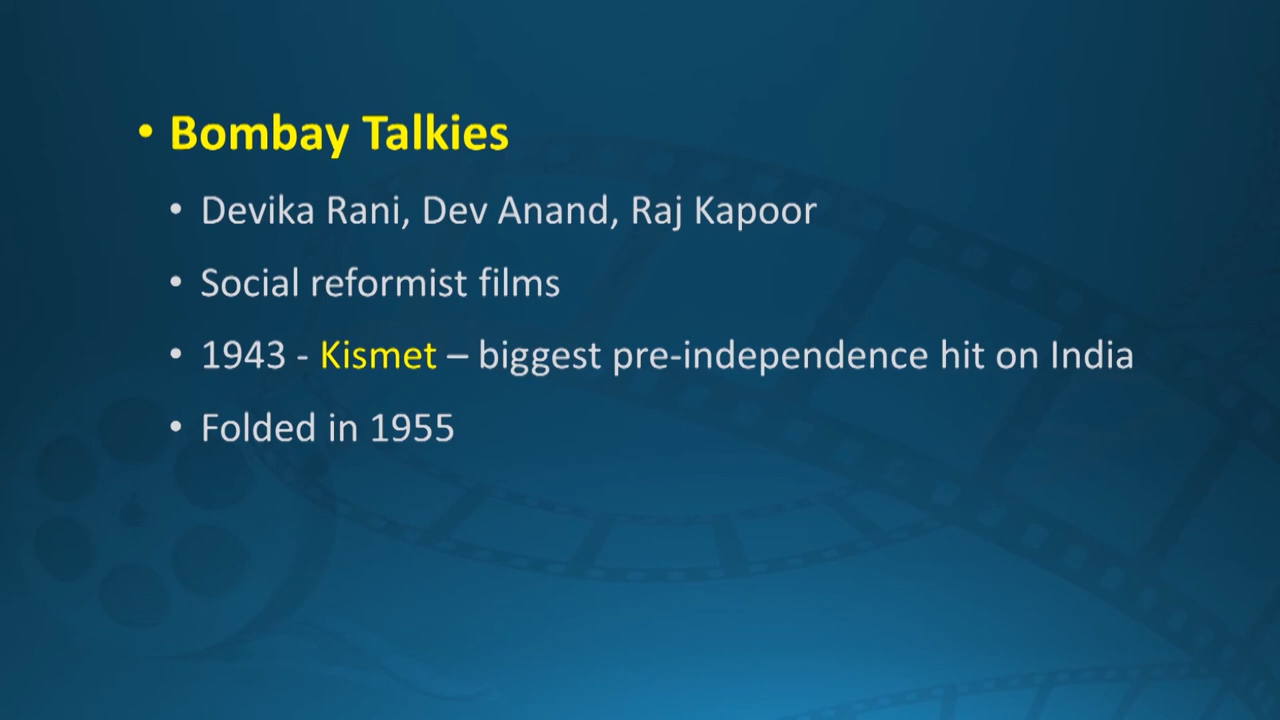 • Bombay Talkies
• Devika Rani, Dev Anand, Raj Kapoor
• Social reformist films
• 1943 - Kismet – biggest pre-independence hit on India
• Folded in 1955